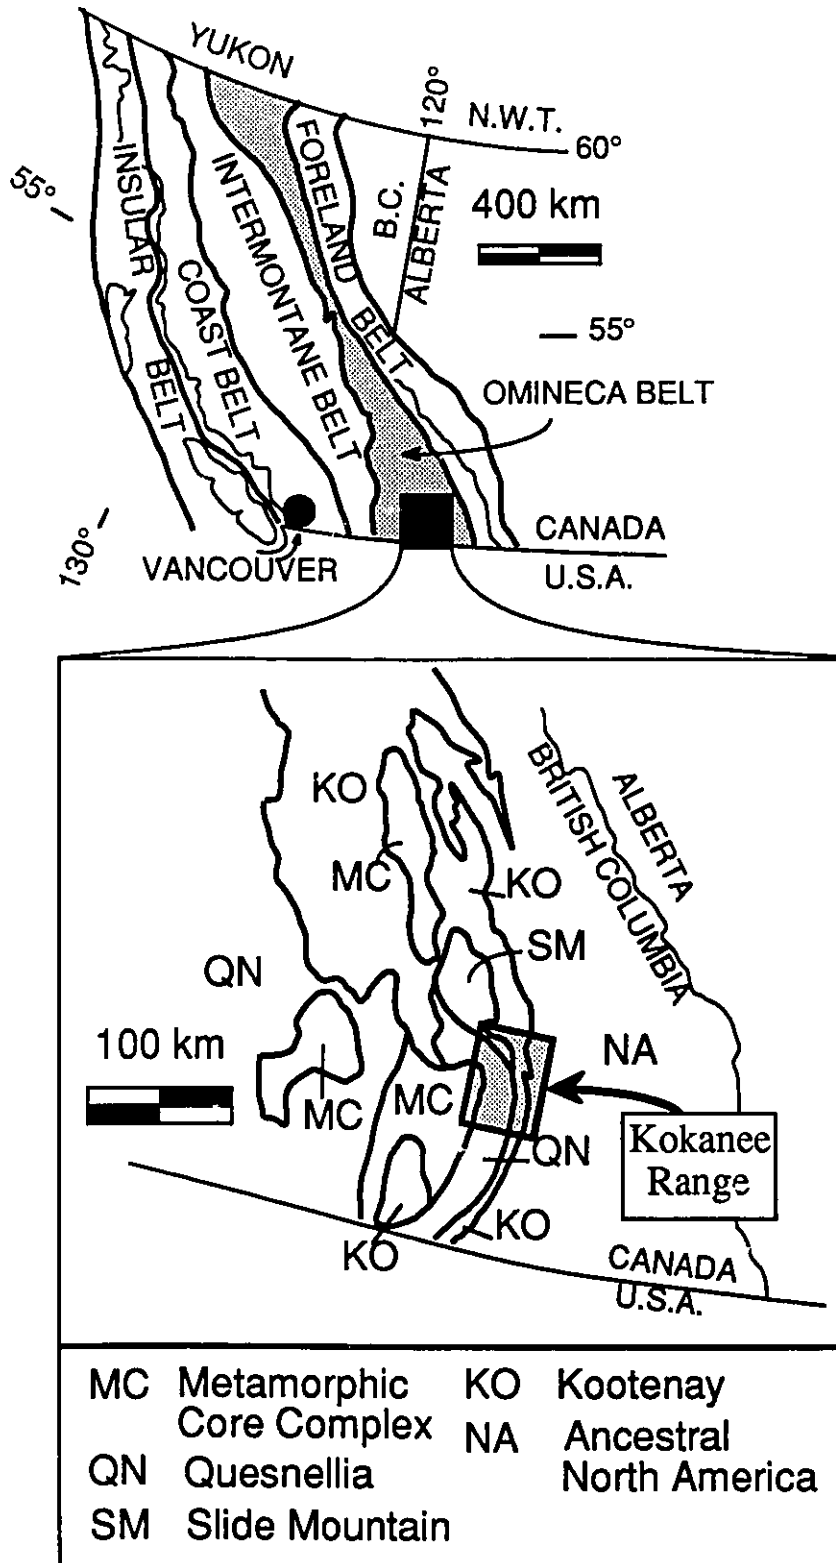 YUKON
120°
N.W.T.
60°
55°
INSULAR
BELT
COAST BELT
INTERMONTANE BELT
FORELAND
BELT
B.C.
ALBERTA
400 km
55°
OMINECA BELT
130°
VANCOUVER
CANADA
U.S.A.
KO
MC
KO
SM
QN
ALBERTA
BRITISH COLUMBIA
100 km
MC
MC
NA
QN
Kokanee
Range
KO
KO
CANADA
U.S.A.
MC Metamorphic
Core Complex
QN Quesnellia
SM Slide Mountain
KO Kootenay
NA Ancestral
North America